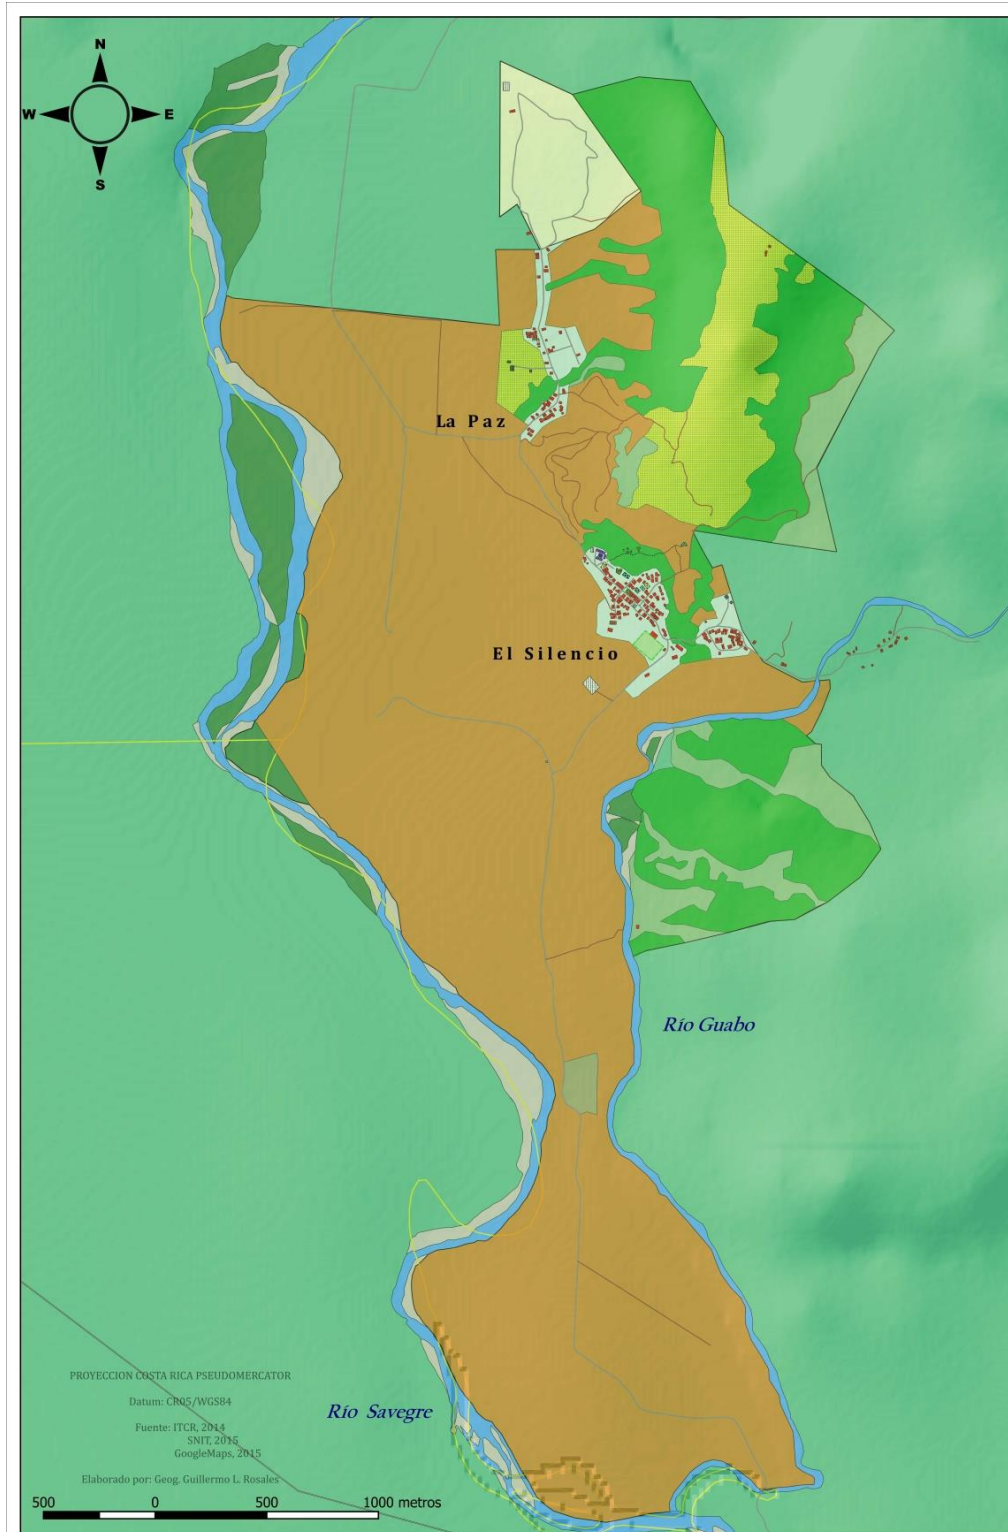 N
W E
S
La Paz
El Silencio
Río Guabo
PROYECCION COSTA RICA PSEUDOMERCATOR
Datum: CR05/WGS84
Río Savegre
Fuente: ITCR, 2014
SNIT, 2015
GoogleMaps, 2015
Elaborado por: Geog. Guillermo L. Rosales
500 0 500 1000 metros